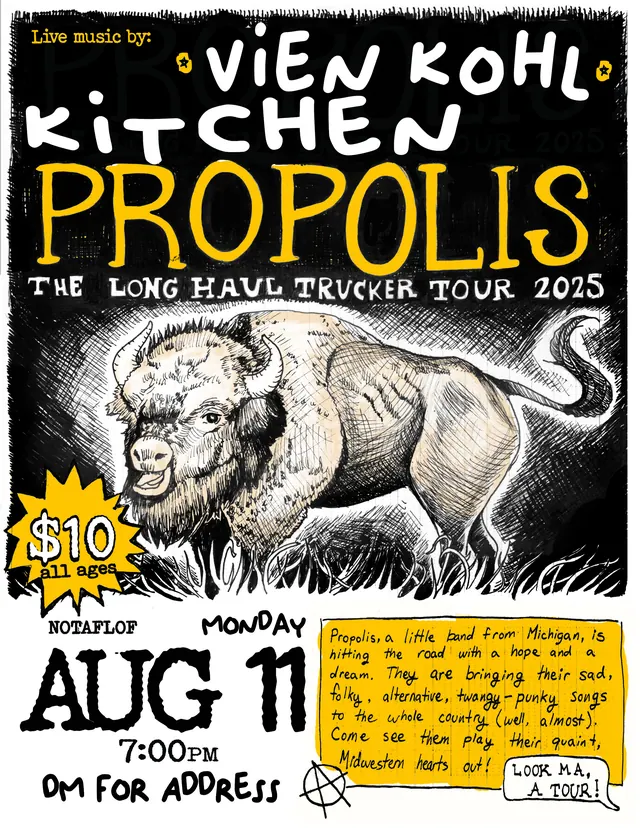 Live music by:
ViEN KOHL
KiTCHEN
PROPOLIS
THE LONG HAUL TRUCKER TOUR 2025
$10
all ages
NOTAFLOF
MONDAY
AUG 11
7:00PM
DM FOR ADDRESS
Propolis, a little band from Michigan, is
hitting the road with a hope and a
dream. They are bringing their sad,
folky, alternative, twangy-punky songs
to the whole country (well, almost).
Come see them play their quaint,
Midwestern hearts out!
LOOK MA,
A TOUR!